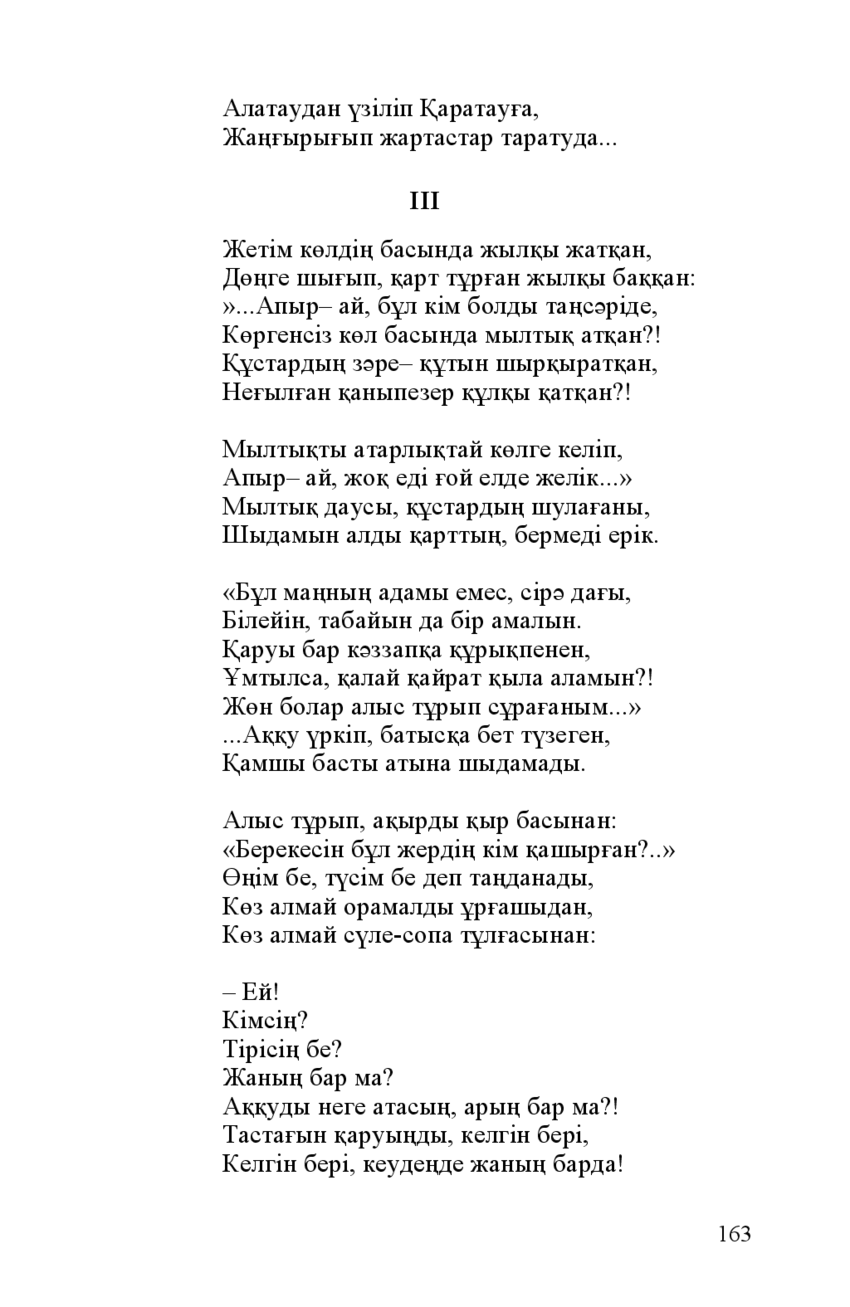 Алатаудан үзіліп Қаратауға,
Жаңғырығып жартастар таратуда...
III
Жетім көлдің басында жылқы жатқан,
Дөңге шығып, қарт тұрған жылқы баққан:
»...Апыр– ай, бұл кім болды таңсәріде,
Көргенсіз көл басында мылтық атқан?!
Құстардың зәре– құтын шырқыратқан,
Неғылған қаныпезер құлқы қатқан?!
Мылтықты атарлықтай көлге келіп,
Апыр– ай, жоқ еді ғой елде желік...»
Мылтық даусы, құстардың шулағаны,
Шыдамын алды қарттың, бермеді ерік.
«Бұл маңның адамы емес, сірә дағы,
Білейін, табайын да бір амалын.
Қаруы бар кәззапқа құрықпенен,
Ұмтылса, қалай қайрат қыла аламын?!
Жөн болар алыс тұрып сұрағаным...»
...Аққу үркіп, батысқа бет түзеген,
Қамшы басты атына шыдамады.
Алыс тұрып, ақырды қыр басынан:
«Берекесін бұл жердің кім қашырған?..»
Өңім бе, түсім бе деп таңданады,
Көз алмай орамалды ұрғашыдан,
Көз алмай сүле-сопа тұлғасынан:
– Ей!
Кімсің?
Тірісің бе?
Жаның бар ма?
Аққуды неге атасың, арың бар ма?!
Тастағын қаруыңды, келгін бері,
Келгін бері, кеудеңде жаның барда!
163